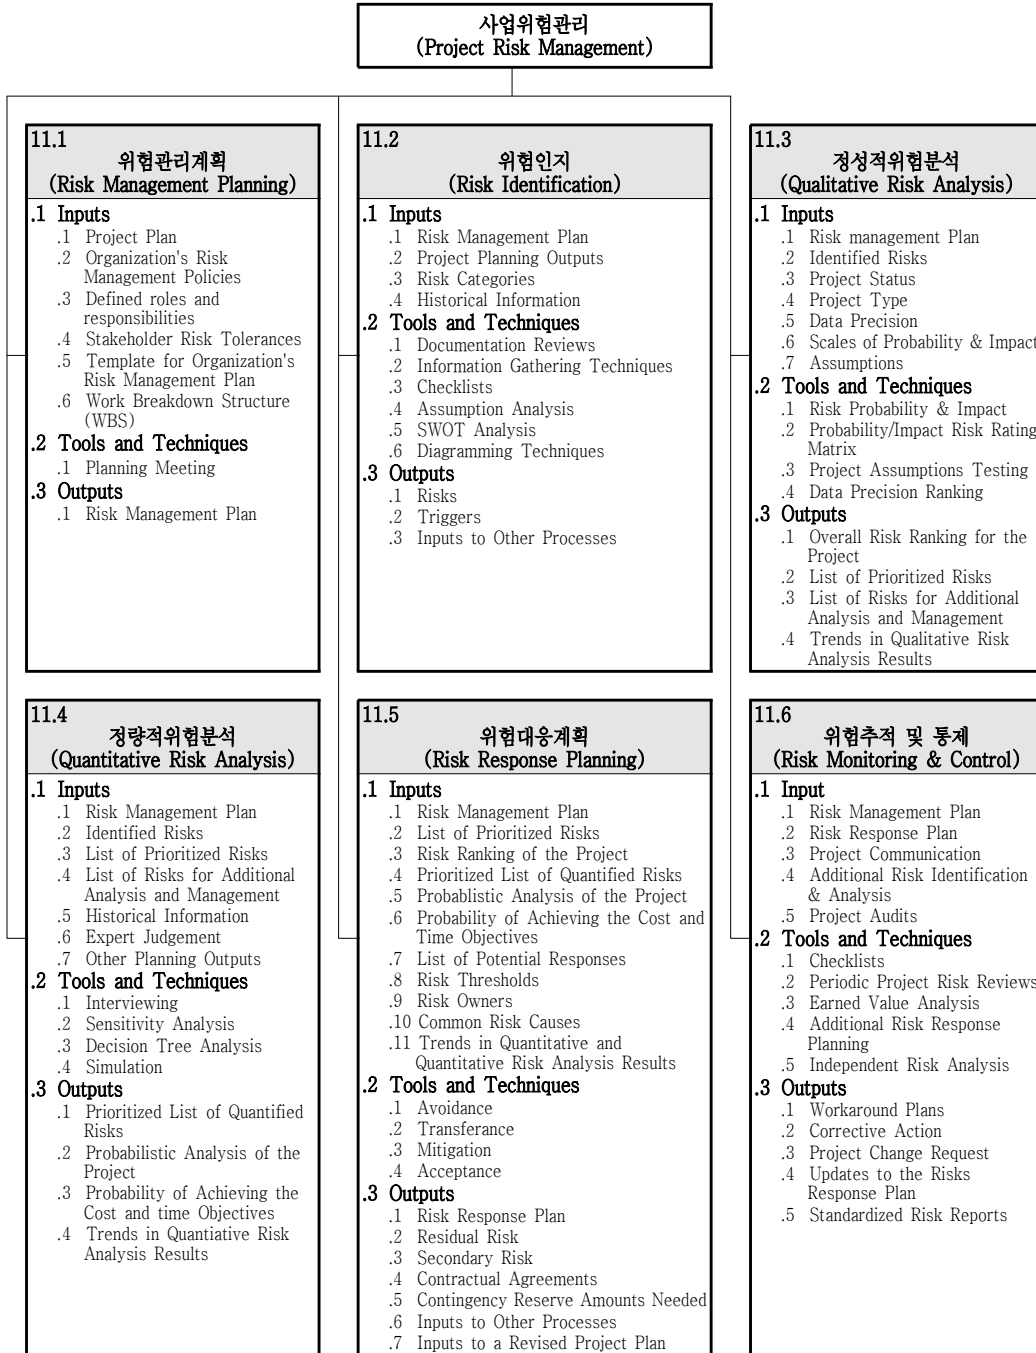 사업위험관리
(Project Risk Management)
11.1
위험관리계획
(Risk Management Planning)
.1 Inputs
.1 Project Plan
.2 Organization's Risk
Management Policies
.3 Defined roles and
responsibilities
.4 Stakeholder Risk Tolerances
.5 Template for Organization's
Risk Management Plan
.6 Work Breakdown Structure
(WBS)
.2 Tools and Techniques
.1 Planning Meeting
.3 Outputs
.1 Risk Management Plan
11.2
위험인지
(Risk Identification)
.1 Inputs
.1 Risk Management Plan
.2 Project Planning Outputs
.3 Risk Categories
.4 Historical Information
.2 Tools and Techniques
.1 Documentation Reviews
.2 Information Gathering Techniques
.3 Checklists
.4 Assumption Analysis
.5 SWOT Analysis
.6 Diagramming Techniques
.3 Outputs
.1 Risks
.2 Triggers
.3 Inputs to Other Processes
11.3
정성적위험분석
(Qualitative Risk Analysis)
.1 Inputs
.1 Risk management Plan
.2 Identified Risks
.3 Project Status
.4 Project Type
.5 Data Precision
.6 Scales of Probability & Impact
.7 Assumptions
.2 Tools and Techniques
.1 Risk Probability & Impact
.2 Probability/Impact Risk Rating
Matrix
.3 Project Assumptions Testing
.4 Data Precision Ranking
.3 Outputs
.1 Overall Risk Ranking for the
Project
.2 List of Prioritized Risks
.3 List of Risks for Additional
Analysis and Management
.4 Trends in Qualitative Risk
Analysis Results
11.4
정량적위험분석
(Quantitative Risk Analysis)
.1 Inputs
.1 Risk Management Plan
.2 Identified Risks
.3 List of Prioritized Risks
.4 List of Risks for Additional
Analysis and Management
.5 Historical Information
.6 Expert Judgement
.7 Other Planning Outputs
.2 Tools and Techniques
.1 Interviewing
.2 Sensitivity Analysis
.3 Decision Tree Analysis
.4 Simulation
.3 Outputs
.1 Prioritized List of Quantified
Risks
.2 Probabilistic Analysis of the
Project
.3 Probability of Achieving the
Cost and time Objectives
.4 Trends in Quantiative Risk
Analysis Results
11.5
위험대응계획
(Risk Response Planning)
.1 Inputs
.1 Risk Management Plan
.2 List of Prioritized Risks
.3 Risk Ranking of the Project
.4 Prioritized List of Quantified Risks
.5 Probablistic Analysis of the Project
.6 Probability of Achieving the Cost and
Time Objectives
.7 List of Potential Responses
.8 Risk Thresholds
.9 Risk Owners
.10 Common Risk Causes
.11 Trends in Quantitative and
Quantitative Risk Analysis Results
.2 Tools and Techniques
.1 Avoidance
.2 Transferance
.3 Mitigation
.4 Acceptance
.3 Outputs
.1 Risk Response Plan
.2 Residual Risk
.3 Secondary Risk
.4 Contractual Agreements
.5 Contingency Reserve Amounts Needed
.6 Inputs to Other Processes
.7 Inputs to a Revised Project Plan
11.6
위험추적 및 통제
(Risk Monitoring & Control)
.1 Input
.1 Risk Management Plan
.2 Risk Response Plan
.3 Project Communication
.4 Additional Risk Identification
& Analysis
.5 Project Audits
.2 Tools and Techniques
.1 Checklists
.2 Periodic Project Risk Reviews
.3 Earned Value Analysis
.4 Additional Risk Response
Planning
.5 Independent Risk Analysis
.3 Outputs
.1 Workaround Plans
.2 Corrective Action
.3 Project Change Request
.4 Updates to the Risks
Response Plan
.5 Standardized Risk Reports